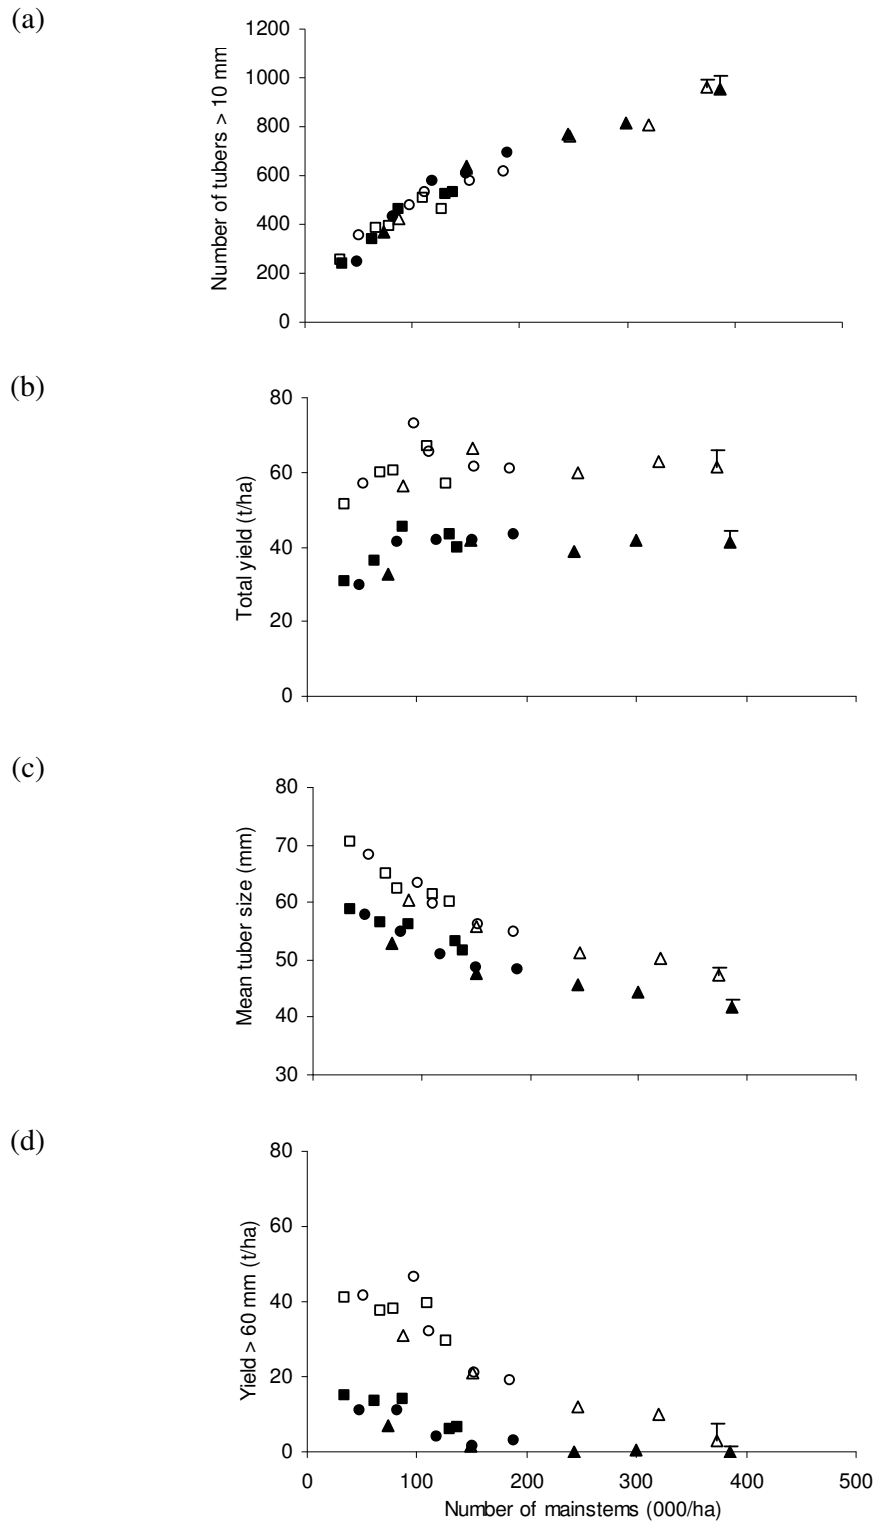 (a)
Number of tubers > 10 mm
1200
1000
800
600
400
200
0
(b)
Total yield (t/ha)
80
60
40
20
0
(c)
Mean tuber size (mm)
80
70
60
50
40
30
(d)
Yield > 60 mm (t/ha)
80
60
40
20
0
0 100 200 300 400 500
Number of mainstems (000/ha)